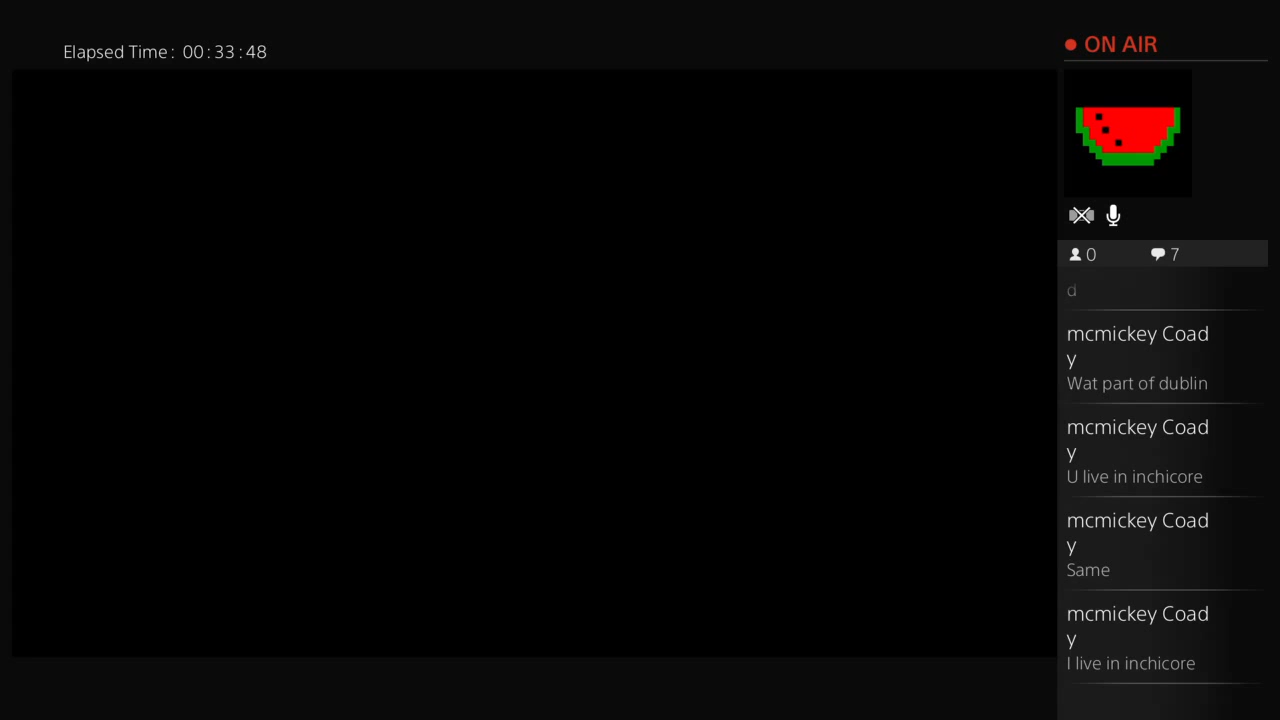 Elapsed Time: 00:33:48
ON AIR
0 7
d
mcmickey Coad
y
Wat part of dublin
mcmickey Coad
y
U live in inchicore
mcmickey Coad
y
Same
mcmickey Coad
y
I live in inchicore